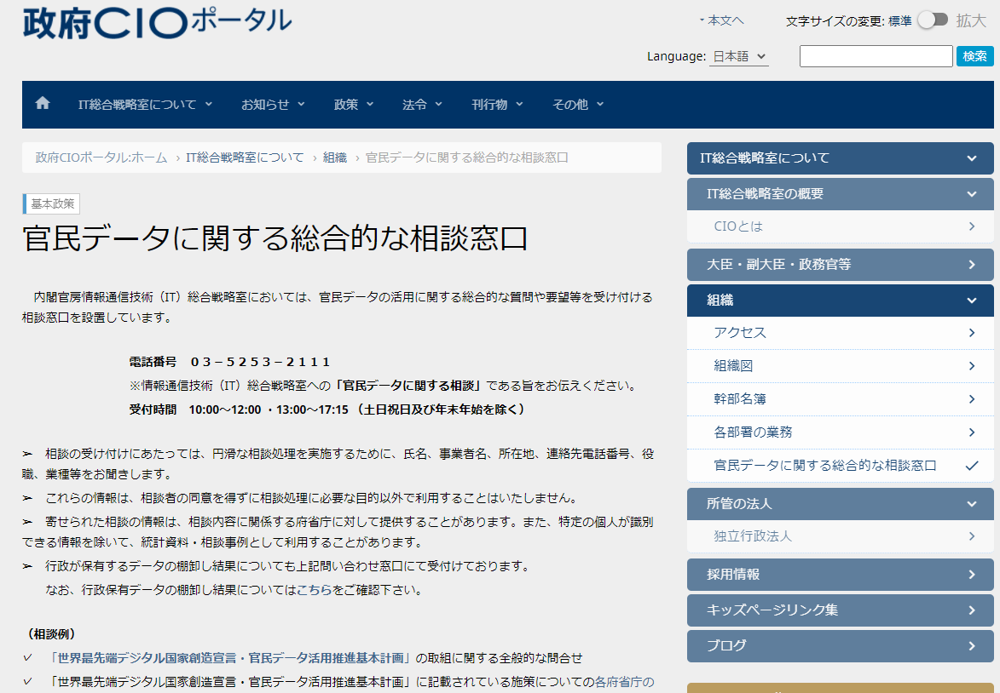 政府CIOポータル
本文へ
文字サイズの変更: 標準 拡大
Language: 日本語
検索
IT総合戦略室について お知らせ 政策 法令 刊行物 その他
政府CIOポータル:ホーム › IT総合戦略室について › 組織 › 官民データに関する総合的な相談窓口
基本政策
官民データに関する総合的な相談窓口
内閣官房情報通信技術（IT）総合戦略室においては、官民データの活用に関する総合的な質問や要望等を受け付ける
相談窓口を設置しています。
電話番号　０３－５２５３－２１１１
※情報通信技術（IT）総合戦略室への「官民データに関する相談」である旨をお伝えください。
受付時間　10:00～12:00 ・13:00～17:15 （土日祝日及び年末年始を除く）
➢　相談の受け付けにあたっては、円滑な相談処理を実施するために、氏名、事業者名、所在地、連絡先電話番号、役
職、業種等をお聞きします。
➢　これらの情報は、相談者の同意を得ずに相談処理に必要な目的以外で利用することはいたしません。
➢　寄せられた相談の情報は、相談内容に関係する府省庁に対して提供することがあります。また、特定の個人が識別
できる情報を除いて、統計資料・相談事例として利用することがあります。
➢　行政が保有するデータの棚卸し結果についても上記問い合わせ窓口にて受付けております。
なお、行政保有データの棚卸し結果についてはこちらをご確認下さい。
（相談例）
✓　「世界最先端デジタル国家創造宣言・官民データ活用推進基本計画」の取組に関する全般的な問合せ
✓　「世界最先端デジタル国家創造宣言・官民データ活用推進基本計画」に記載されている施策についての各府省庁の
IT総合戦略室について
IT総合戦略室の概要
CIOとは
大臣・副大臣・政務官等
組織
アクセス
組織図
幹部名簿
各部署の業務
官民データに関する総合的な相談窓口
所管の法人
独立行政法人
採用情報
キッズページリンク集
ブログ